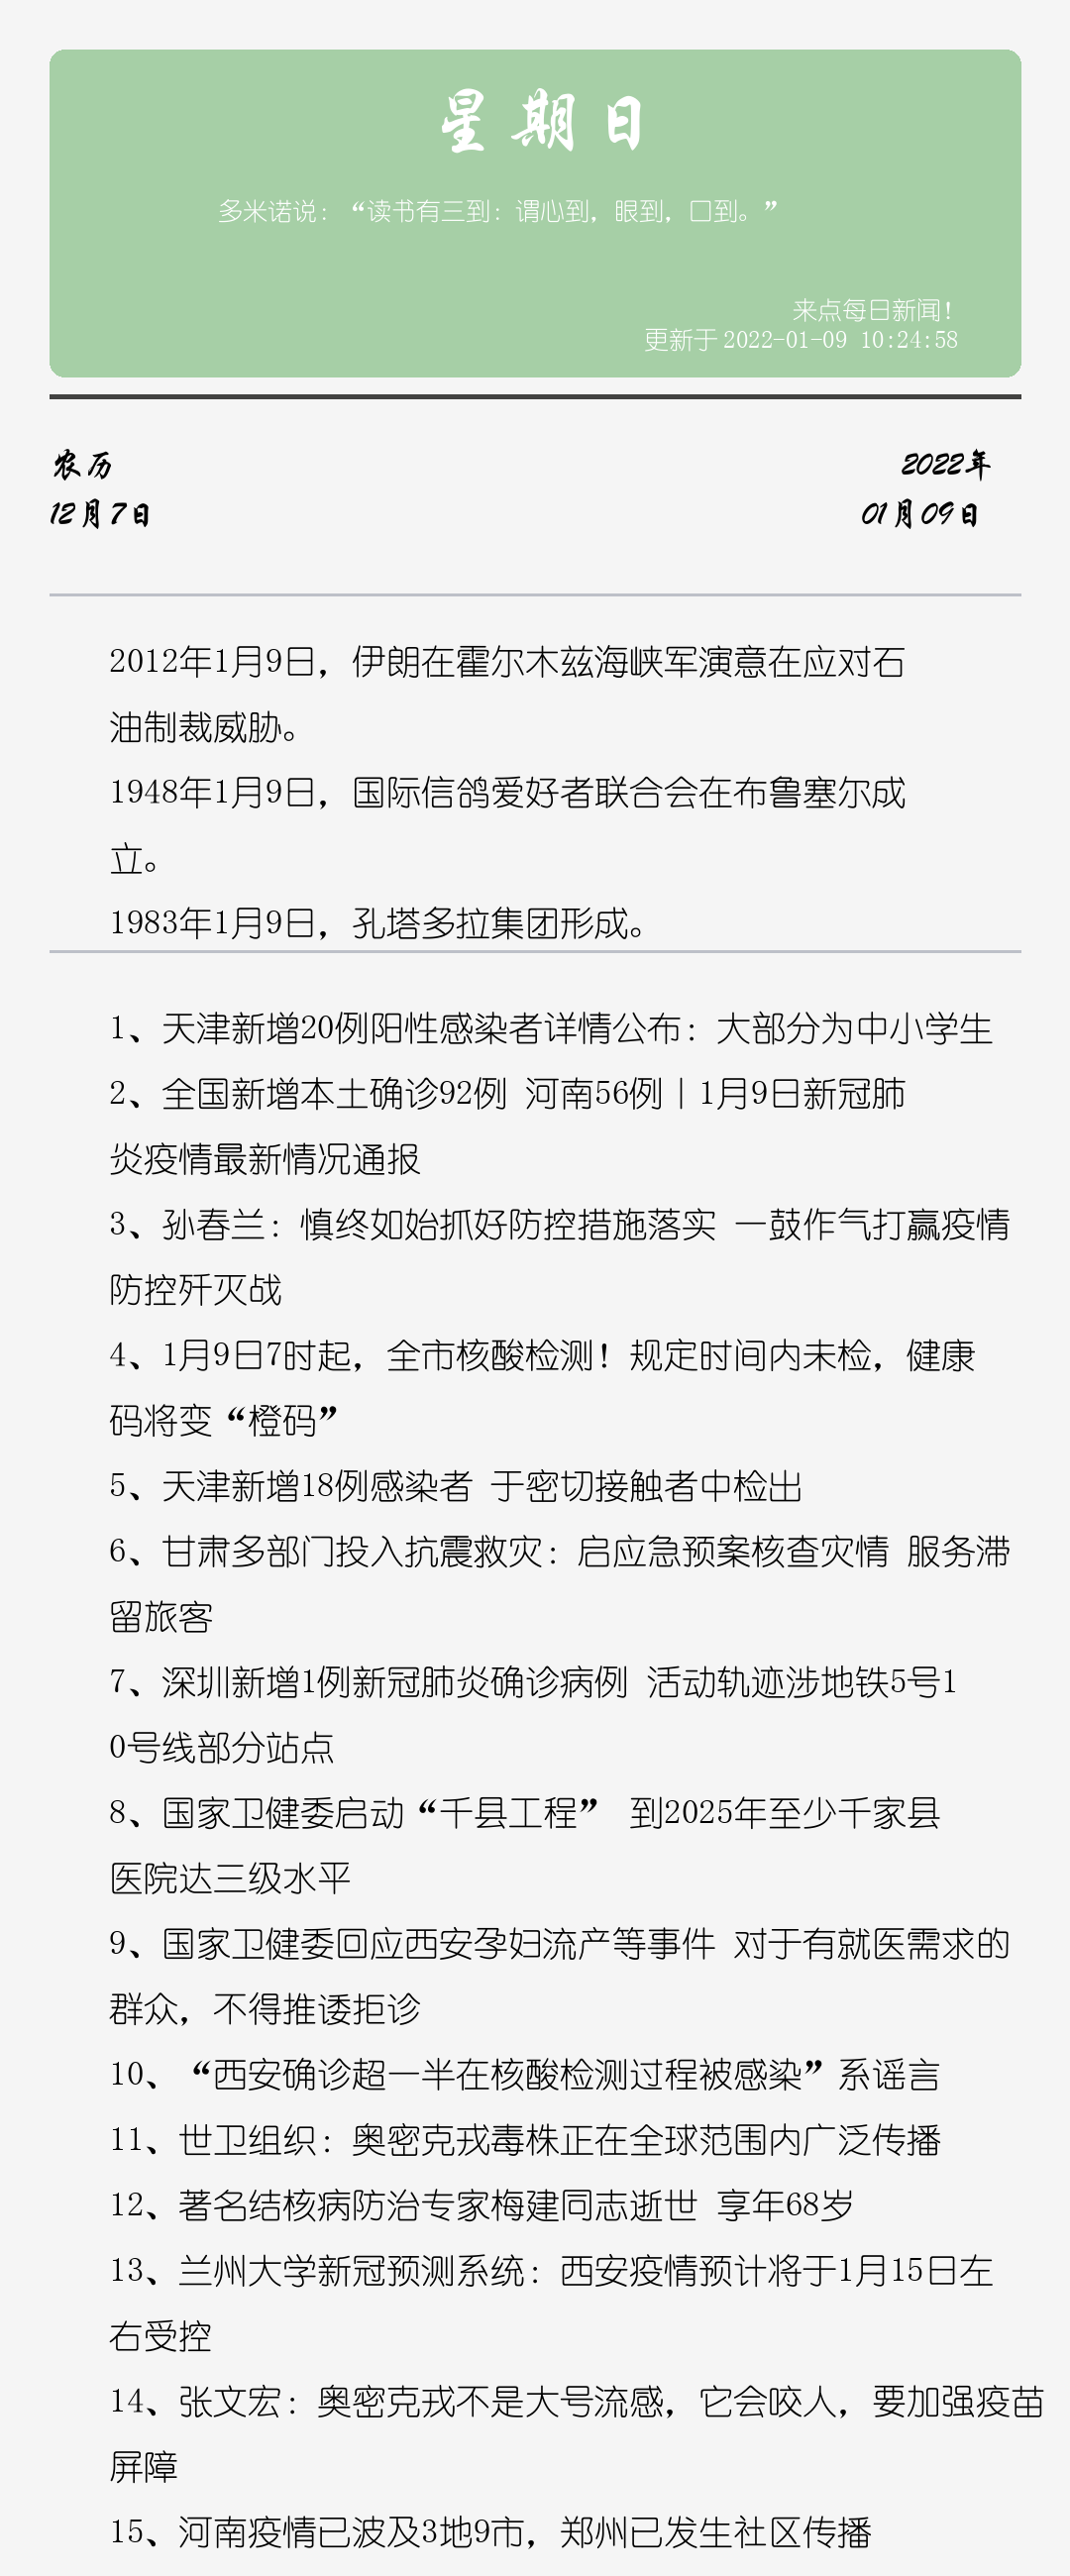 星期日
多米诺说：“读书有三到：谓心到，眼到，口到。”
来点每日新闻！
更新于 2022-01-09 10:24:58
农历
2022年
12月7日
01月09日
2012年1月9日，伊朗在霍尔木兹海峡军演意在应对石
油制裁威胁。
1948年1月9日，国际信鸽爱好者联合会在布鲁塞尔成
立。
1983年1月9日，孔塔多拉集团形成。
1、天津新增20例阳性感染者详情公布：大部分为中小学生
2、全国新增本土确诊92例 河南56例丨1月9日新冠肺
炎疫情最新情况通报
3、孙春兰：慎终如始抓好防控措施落实 一鼓作气打赢疫情
防控歼灭战
4、1月9日7时起，全市核酸检测！规定时间内未检，健康
码将变“橙码”
5、天津新增18例感染者 于密切接触者中检出
6、甘肃多部门投入抗震救灾：启应急预案核查灾情 服务滞
留旅客
7、深圳新增1例新冠肺炎确诊病例 活动轨迹涉地铁5号1
0号线部分站点
8、国家卫健委启动“千县工程” 到2025年至少千家县
医院达三级水平
9、国家卫健委回应西安孕妇流产等事件 对于有就医需求的
群众，不得推诿拒诊
10、“西安确诊超一半在核酸检测过程被感染”系谣言
11、世卫组织：奥密克戎毒株正在全球范围内广泛传播
12、著名结核病防治专家梅建同志逝世 享年68岁
13、兰州大学新冠预测系统：西安疫情预计将于1月15日左
右受控
14、张文宏：奥密克戎不是大号流感，它会咬人，要加强疫苗
屏障
15、河南疫情已波及3地9市，郑州已发生社区传播